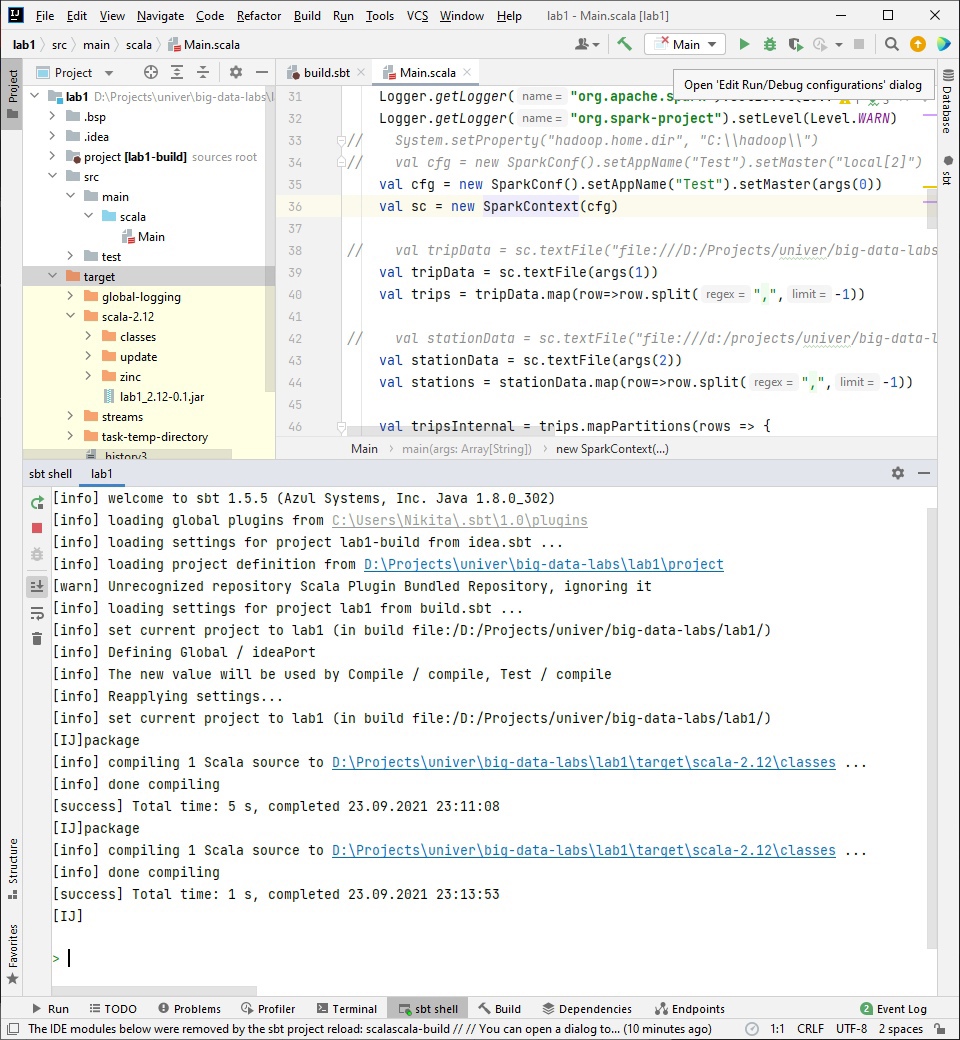 File Edit View Navigate Code Refactor Build Run Tools VCS Window Help lab1 - Main.scala [lab1]
lab1 src main scala Main.scala Main
Project build.sbt Main.scala
Open 'Edit Run/Debug configurations' dialog
Project
Structure
Favorites
Database
sbt
lab1 D:\Projects\univer\big-data-labs\l
.bsp
.idea
project [lab1-build] sources root
src
main
scala
Main
test
target
global-logging
scala-2.12
classes
update
zinc
lab1_2.12-0.1.jar
streams
task-temp-directory
history3
31 Logger.getLogger( name = "org.apache.spark
32 Logger.getLogger( name = "org.spark-project").setLevel(Level.WARN)
33 // System.setProperty("hadoop.home.dir", "C:\\hadoop\\")
34 // val cfg = new SparkConf().setAppName("Test").setMaster("local[2]")
35 val cfg = new SparkConf().setAppName("Test").setMaster(args(0))
36 val sc = new SparkContext(cfg)
37
38 // val tripData = sc.textFile("file:///D:/Projects/univer/big-data-labs
39 val tripData = sc.textFile(args(1))
40 val trips = tripData.map(row=>row.split( regex = ",", limit = -1))
41
42 // val stationData = sc.textFile("file:///d:/projects/univer/big-data-l
43 val stationData = sc.textFile(args(2))
44 val stations = stationData.map(row=>row.split( regex = ",", limit = -1))
45
46 val tripsInternal = trips.mapPartitions(rows => {
Main main(args: Array[String]) new SparkContext(...)
sbt shell lab1
[info] welcome to sbt 1.5.5 (Azul Systems, Inc. Java 1.8.0_302)
[info] loading global plugins from C:\Users\Nikita\.sbt\1.0\plugins
[info] loading settings for project lab1-build from idea.sbt ...
[info] loading project definition from D:\Projects\univer\big-data-labs\lab1\project
[warn] Unrecognized repository Scala Plugin Bundled Repository, ignoring it
[info] loading settings for project lab1 from build.sbt ...
[info] set current project to lab1 (in build file:/D:/Projects/univer/big-data-labs/lab1/)
[info] Defining Global / ideaPort
[info] The new value will be used by Compile / compile, Test / compile
[info] Reapplying settings...
[info] set current project to lab1 (in build file:/D:/Projects/univer/big-data-labs/lab1/)
[IJ]package
[info] compiling 1 Scala source to D:\Projects\univer\big-data-labs\lab1\target\scala-2.12\classes ...
[info] done compiling
[success] Total time: 5 s, completed 23.09.2021 23:11:08
[IJ]package
[info] compiling 1 Scala source to D:\Projects\univer\big-data-labs\lab1\target\scala-2.12\classes ...
[info] done compiling
[success] Total time: 1 s, completed 23.09.2021 23:13:53
[IJ]
>
Run TODO Problems Profiler Terminal sbt shell Build Dependencies Endpoints 2 Event Log
The IDE modules below were removed by the sbt project reload: scalascala-build // // You can open a dialog to... (10 minutes ago) 1:1 CRLF UTF-8 2 spaces